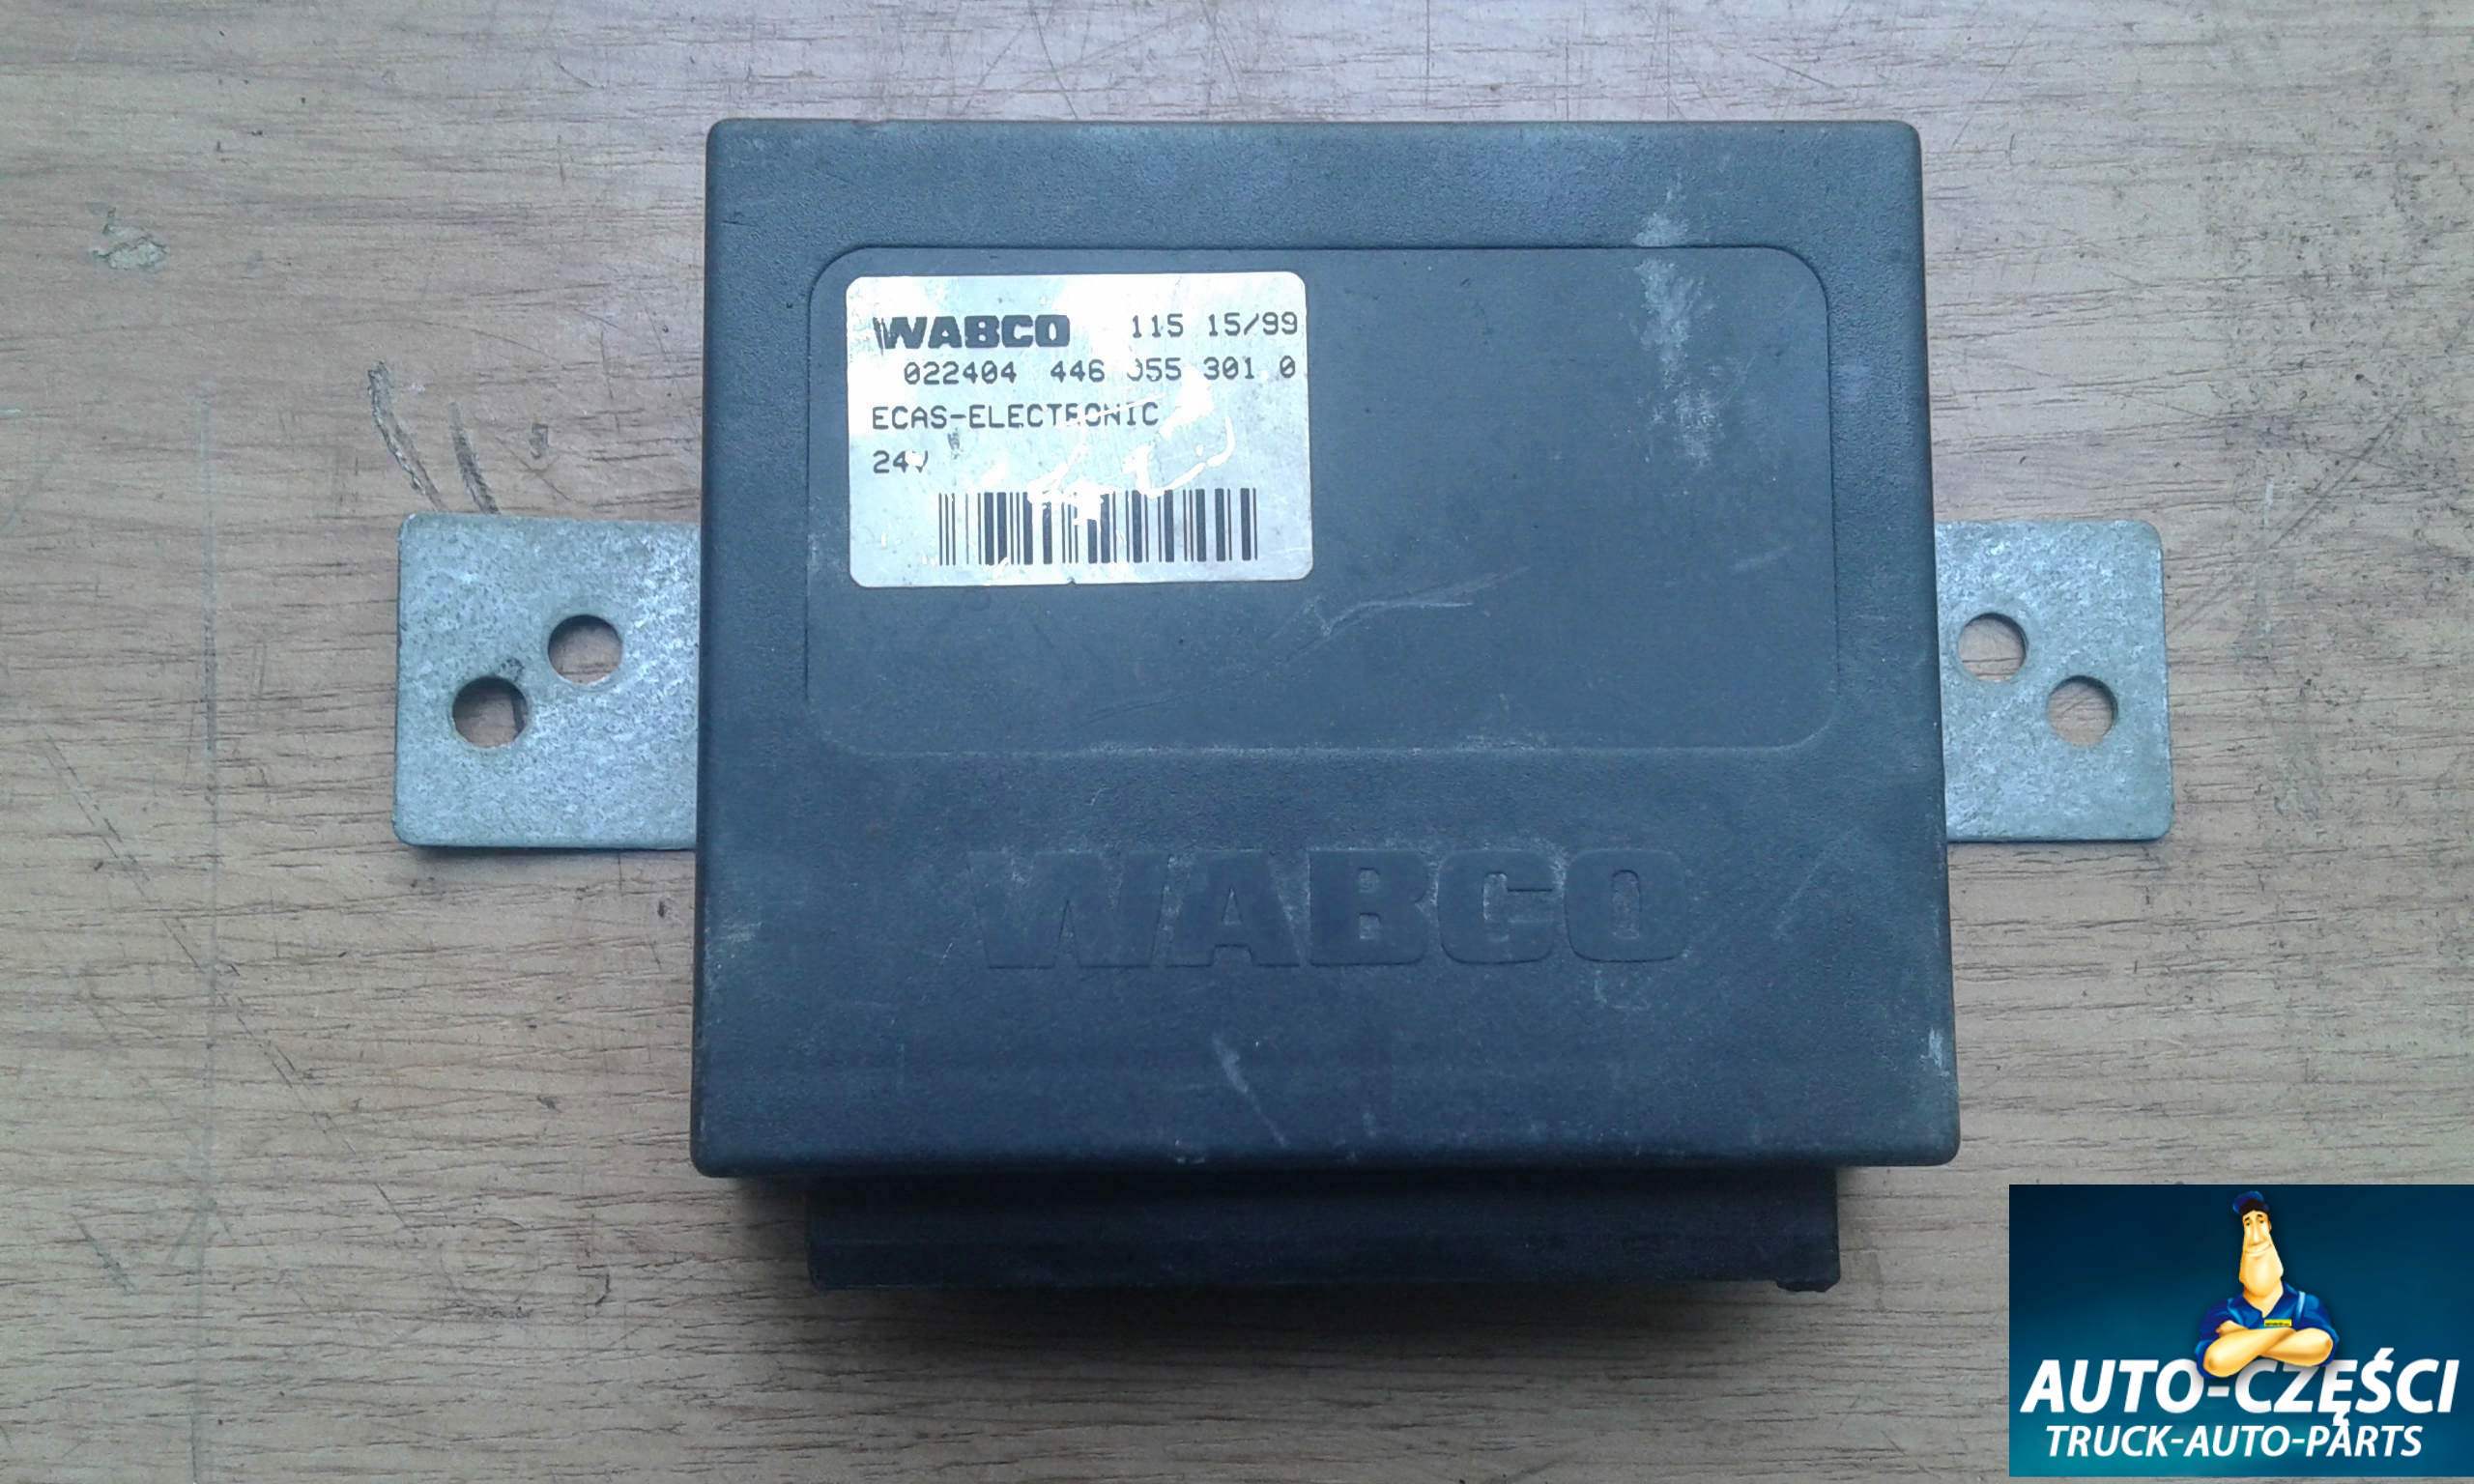 WABCO 115 15/99
022404 446 055 301 0
ECAS-ELECTRONIC
24V
WABCO
AUTO-CZĘŚCI
TRUCK-AUTO-PARTS